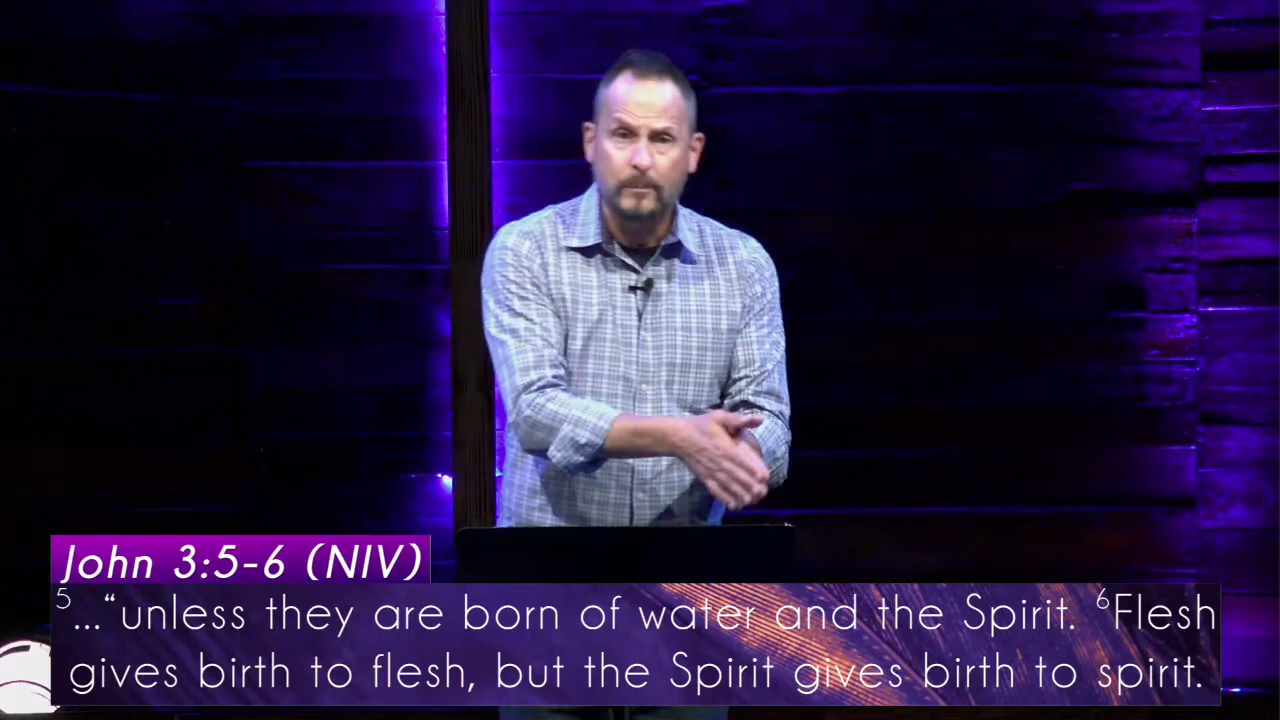 John 3:5-6 (NIV)
⁵...“unless they are born of water and the Spirit. ⁶Flesh
gives birth to flesh, but the Spirit gives birth to spirit.